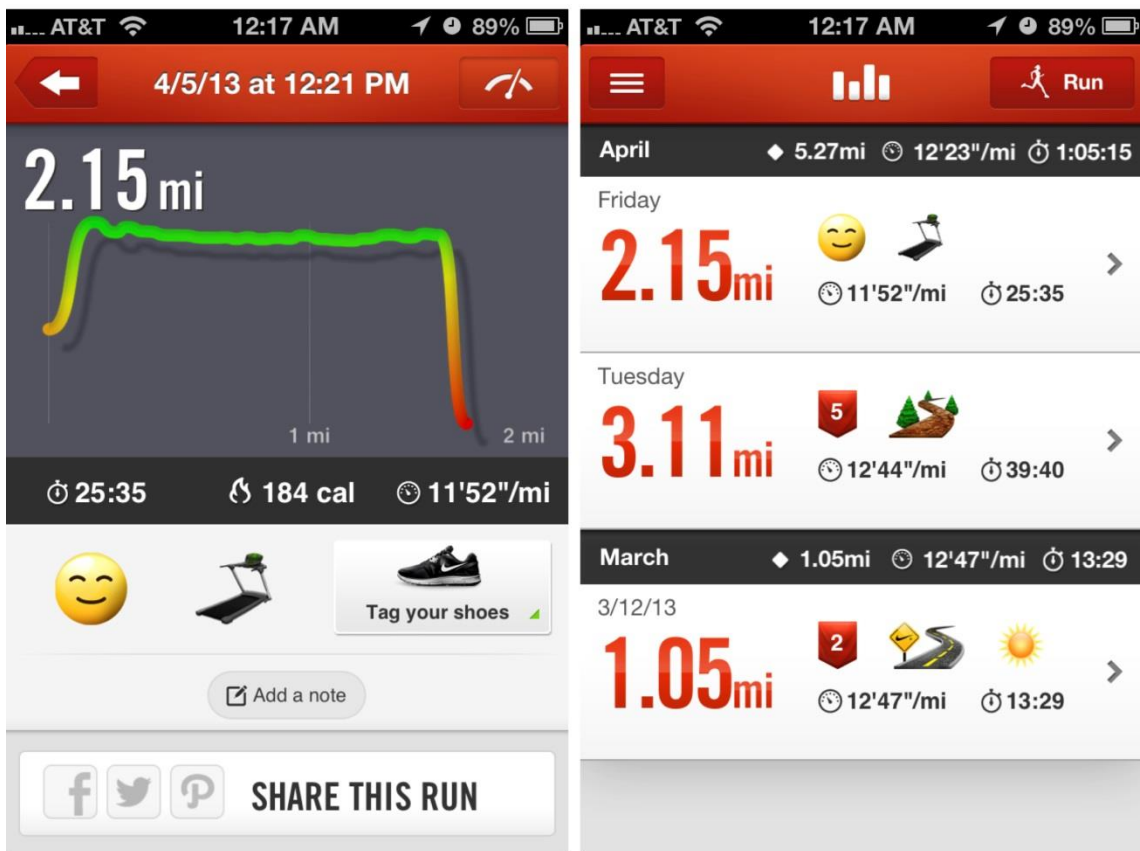 AT&T 12:17 AM 89%
4/5/13 at 12:21 PM
2.15 mi
1 mi 2 mi
25:35 184 cal 11'52"/mi
Tag your shoes
Add a note
SHARE THIS RUN
AT&T 12:17 AM 89%
Run
April 5.27mi 12'23"/mi 1:05:15
Friday
2.15mi
11'52"/mi 25:35
Tuesday
3.11mi
5
12'44"/mi 39:40
March 1.05mi 12'47"/mi 13:29
3/12/13
1.05mi
2
12'47"/mi 13:29